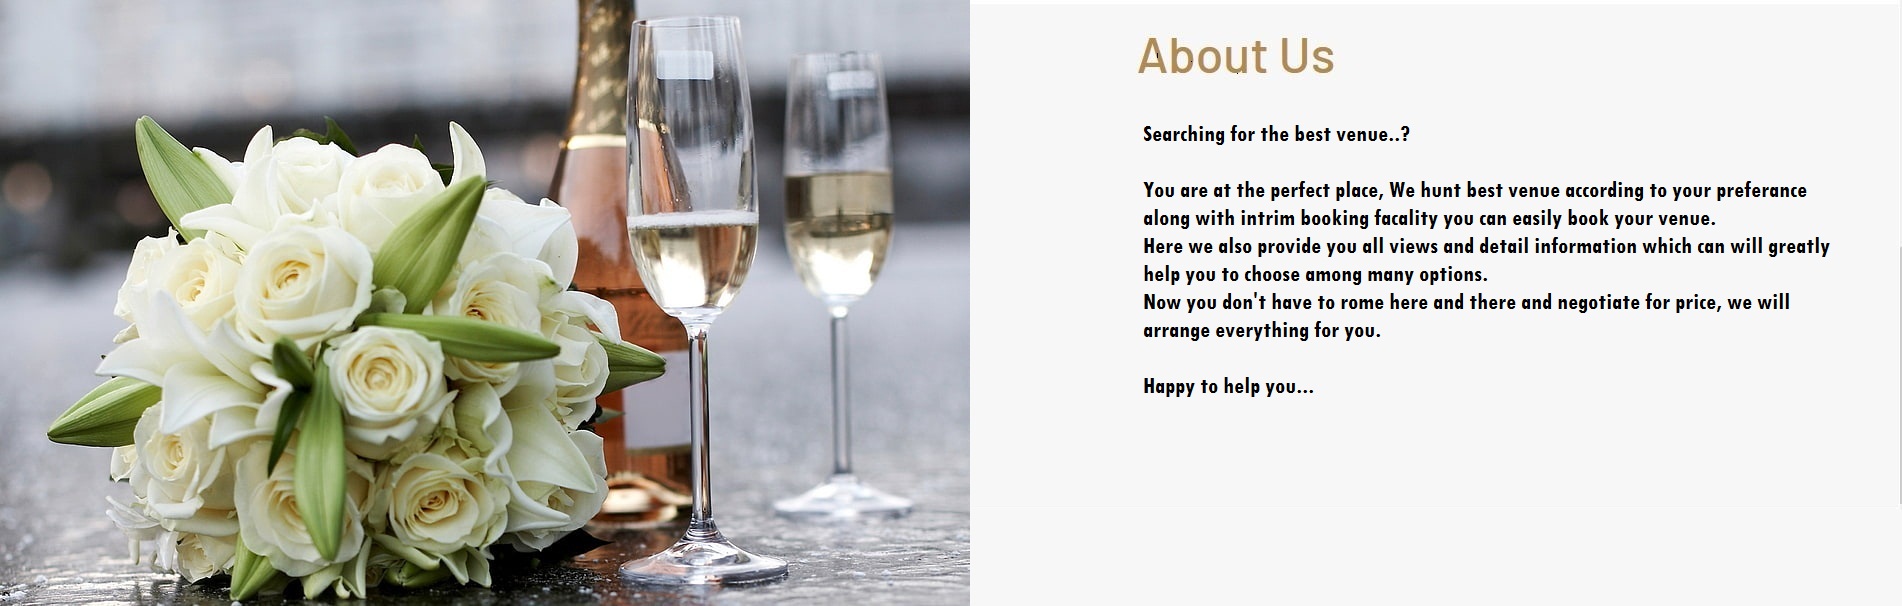 About Us
Searching for the best venue..?
You are at the perfect place, We hunt best venue according to your preferance
along with intrim booking facality you can easily book your venue.
Here we also provide you all views and detail information which can will greatly
help you to choose among many options.
Now you don't have to rome here and there and negotiate for price, we will
arrange everything for you.
Happy to help you...